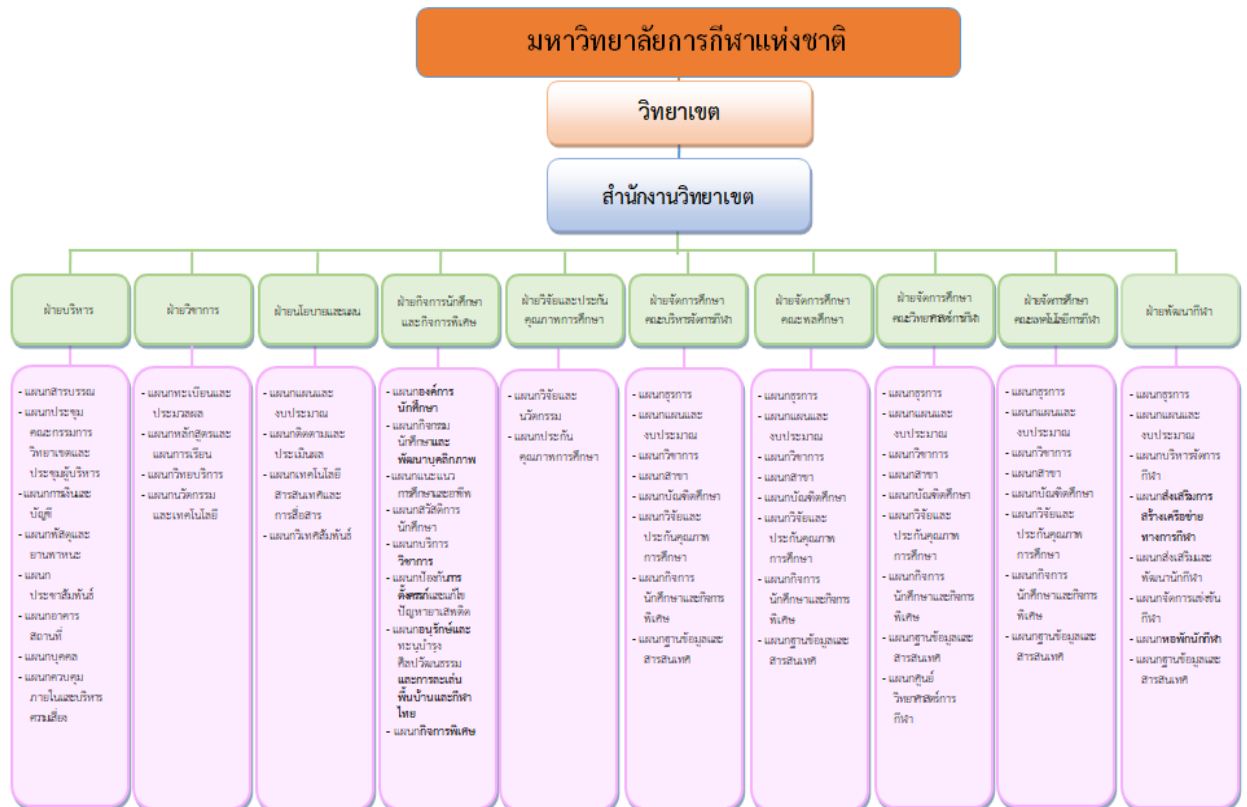 มหาวิทยาลัยการกีฬาแห่งชาติ
วิทยาเขต
สำนักงานวิทยาเขต
ฝ่ายบริหาร
- แผนกสารบรรณ
- แผนกประชุม
คณะกรรมการ
วิทยาเขตและ
ประชุมผู้บริหาร
- แผนกการเงินและ
บัญชี
- แผนกพัสดุและ
ยานพาหนะ
- แผนก
ประชาสัมพันธ์
- แผนกอาคาร
สถานที่
- แผนกบุคคล
- แผนกควบคุม
ภายในและบริหาร
ความเสี่ยง
ฝ่ายวิชาการ
- แผนกทะเบียนและ
ประมวลผล
- แผนกหลักสูตรและ
แผนการเรียน
- แผนกวิทยบริการ
- แผนกนวัตกรรม
และเทคโนโลยี
ฝ่ายนโยบายและแผน
- แผนกแผนและ
งบประมาณ
- แผนกติดตามและ
ประเมินผล
- แผนกเทคโนโลยี
สารสนเทศและ
การสื่อสาร
- แผนกวิเทศสัมพันธ์
ฝ่ายกิจการนักศึกษา
และกิจการพิเศษ
- แผนกองค์การ
นักศึกษา
- แผนกกิจกรรม
นักศึกษาและ
พัฒนาบุคลิกภาพ
- แผนกแนะแนว
การศึกษาและอาชีพ
- แผนกสวัสดิการ
นักศึกษา
- แผนกบริการ
วิชาการ
- แผนกป้องกันการ
ตั้งครรภ์และแก้ไข
ปัญหายาเสพติด
- แผนกอนุรักษ์และ
ทะนุบำรุง
ศิลปวัฒนธรรม
และการละเล่น
พื้นบ้านและกีฬา
ไทย
- แผนกกิจการพิเศษ
ฝ่ายวิจัยและประกัน
คุณภาพการศึกษา
- แผนกวิจัยและ
นวัตกรรม
- แผนกประกัน
คุณภาพการศึกษา
ฝ่ายจัดการศึกษา
คณะบริหารจัดการกีฬา
- แผนกธุรการ
- แผนกแผนและ
งบประมาณ
- แผนกวิชาการ
- แผนกสาขา
- แผนกบัณฑิตศึกษา
- แผนกวิจัยและ
ประกันคุณภาพ
การศึกษา
- แผนกกิจการ
นักศึกษาและกิจการ
พิเศษ
- แผนกฐานข้อมูลและ
สารสนเทศ
ฝ่ายจัดการศึกษา
คณะพลศึกษา
- แผนกธุรการ
- แผนกแผนและ
งบประมาณ
- แผนกวิชาการ
- แผนกสาขา
- แผนกบัณฑิตศึกษา
- แผนกวิจัยและ
ประกันคุณภาพ
การศึกษา
- แผนกกิจการ
นักศึกษาและกิจการ
พิเศษ
- แผนกฐานข้อมูลและ
สารสนเทศ
ฝ่ายจัดการศึกษา
คณะวิทยาศาสตร์การกีฬา
- แผนกธุรการ
- แผนกแผนและ
งบประมาณ
- แผนกวิชาการ
- แผนกสาขา
- แผนกบัณฑิตศึกษา
- แผนกวิจัยและ
ประกันคุณภาพ
การศึกษา
- แผนกกิจการ
นักศึกษาและกิจการ
พิเศษ
- แผนกฐานข้อมูลและ
สารสนเทศ
- แผนกศูนย์
วิทยาศาสตร์การ
กีฬา
ฝ่ายจัดการศึกษา
คณะเทคโนโลยีการกีฬา
- แผนกธุรการ
- แผนกแผนและ
งบประมาณ
- แผนกวิชาการ
- แผนกสาขา
- แผนกบัณฑิตศึกษา
- แผนกวิจัยและ
ประกันคุณภาพ
การศึกษา
- แผนกกิจการ
นักศึกษาและกิจการ
พิเศษ
- แผนกฐานข้อมูลและ
สารสนเทศ
ฝ่ายพัฒนากีฬา
- แผนกธุรการ
- แผนกแผนและ
งบประมาณ
- แผนกบริหารจัดการ
กีฬา
- แผนกส่งเสริมการ
สร้างเครือข่าย
ทางการกีฬา
- แผนกส่งเสริมและ
พัฒนานักกีฬา
- แผนกจัดการแข่งขัน
กีฬา
- แผนกหอพักนักกีฬา
- แผนกฐานข้อมูลและ
สารสนเทศ